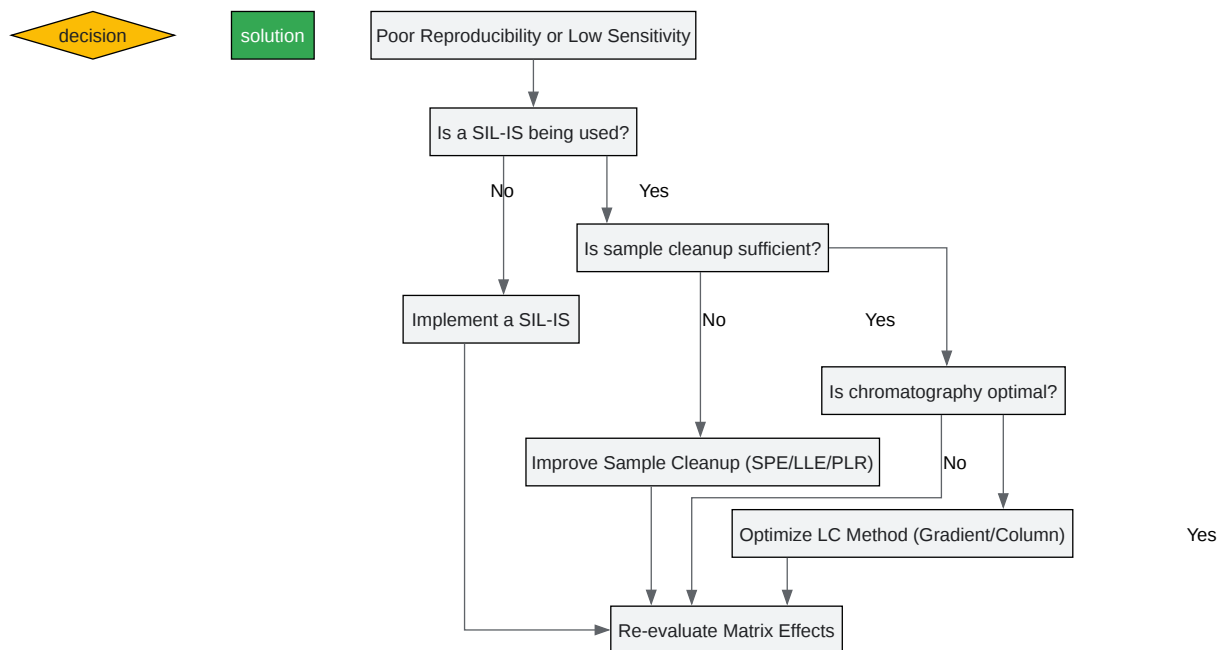 decision
solution
Poor Reproducibility or Low Sensitivity
Is a SIL-IS being used?
No
Yes
Is sample cleanup sufficient?
Implement a SIL-IS
No
Yes
Is chromatography optimal?
Improve Sample Cleanup (SPE/LLE/PLR)
No
Optimize LC Method (Gradient/Column)
Yes
Re-evaluate Matrix Effects